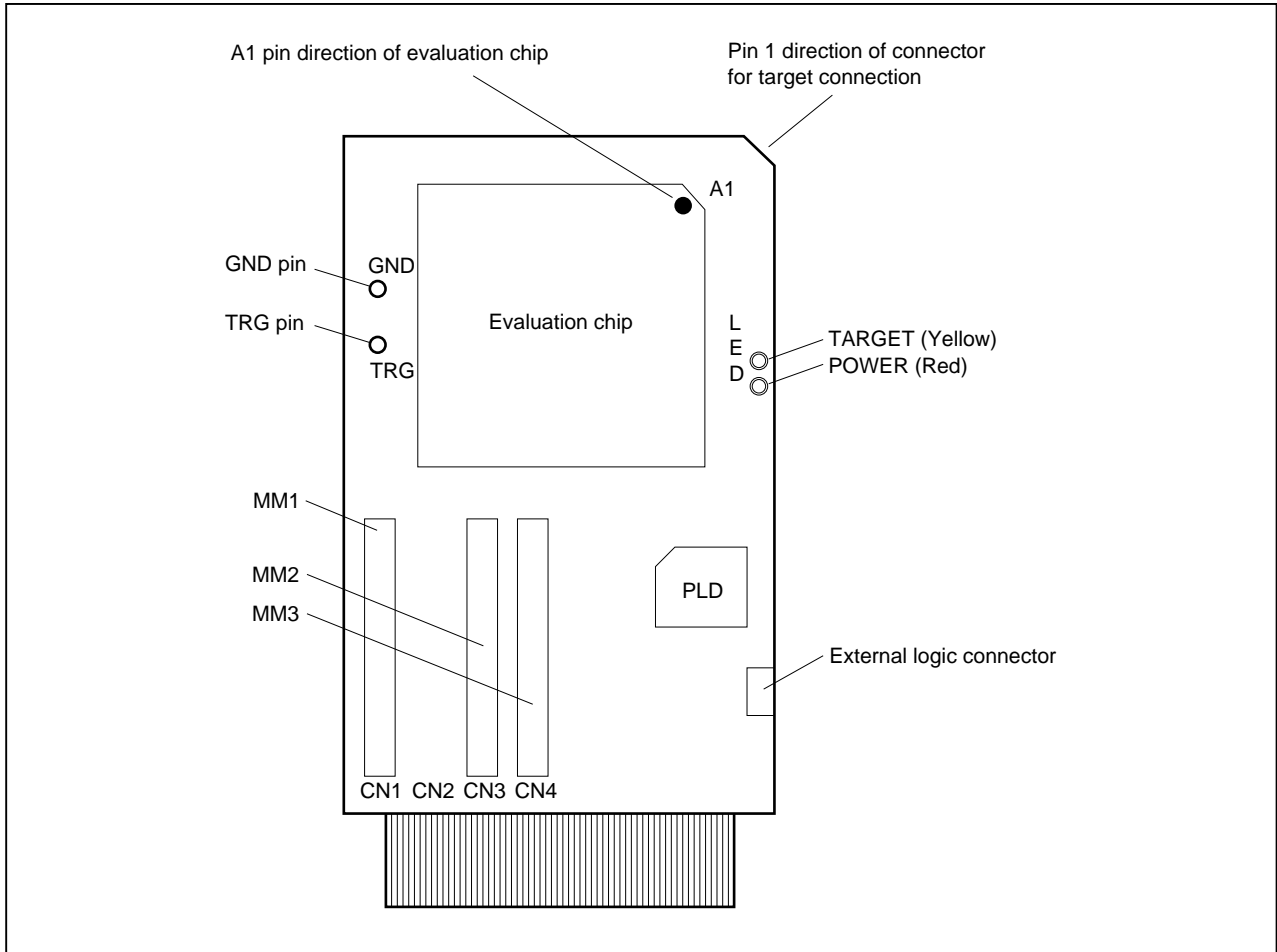 A1 pin direction of evaluation chip
Pin 1 direction of connector
for target connection
A1
GND pin
GND
TRG pin
TRG
Evaluation chip
L
E
D
TARGET (Yellow)
POWER (Red)
MM1
MM2
MM3
PLD
External logic connector
CN1 CN2 CN3 CN4